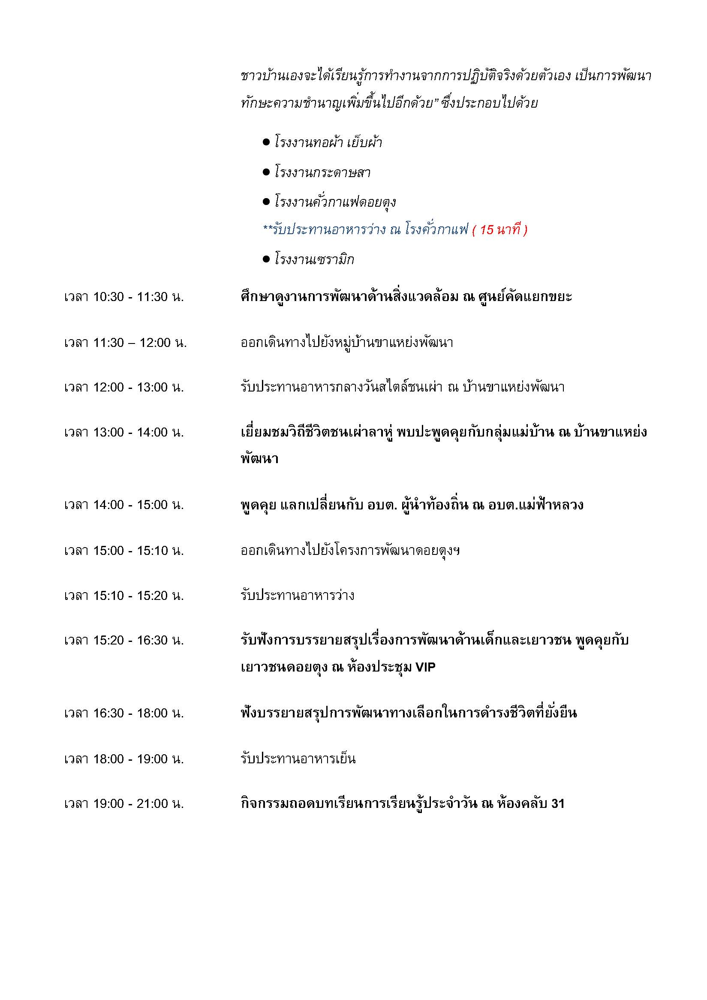 ชาวบ้านเองจะได้เรียนรู้การทำงานจากการปฏิบัติจริงด้วยตัวเอง เป็นการพัฒนา
ทักษะความชำนาญเพิ่มขึ้นไปอีกด้วย” ซึ่งประกอบไปด้วย
● โรงงานทอผ้า เย็บผ้า
● โรงงานกระดาษสา
● โรงงานคั่วกาแฟดอยตุง
**รับประทานอาหารว่าง ณ โรงคั่วกาแฟ ( 15 นาที )
● โรงงานเซรามิก
เวลา 10:30 - 11:30 น. ศึกษาดูงานการพัฒนาด้านสิ่งแวดล้อม ณ ศูนย์คัดแยกขยะ
เวลา 11:30 – 12:00 น. ออกเดินทางไปยังหมู่บ้านขาแหย่งพัฒนา
เวลา 12:00 - 13:00 น. รับประทานอาหารกลางวันสไตล์ชนเผ่า ณ บ้านขาแหย่งพัฒนา
เวลา 13:00 - 14:00 น. เยี่ยมชมวิถีชีวิตชนเผ่าลาหู่ พบปะพูดคุยกับกลุ่มแม่บ้าน ณ บ้านขาแหย่ง
พัฒนา
เวลา 14:00 - 15:00 น. พูดคุย แลกเปลี่ยนกับ อบต. ผู้นำท้องถิ่น ณ อบต.แม่ฟ้าหลวง
เวลา 15:00 - 15:10 น. ออกเดินทางไปยังโครงการพัฒนาดอยตุงฯ
เวลา 15:10 - 15:20 น. รับประทานอาหารว่าง
เวลา 15:20 - 16:30 น. รับฟังการบรรยายสรุปเรื่องการพัฒนาด้านเด็กและเยาวชน พูดคุยกับ
เยาวชนดอยตุง ณ ห้องประชุม VIP
เวลา 16:30 - 18:00 น. ฟังบรรยายสรุปการพัฒนาทางเลือกในการดำรงชีวิตที่ยั่งยืน
เวลา 18:00 - 19:00 น. รับประทานอาหารเย็น
เวลา 19:00 - 21:00 น. กิจกรรมถอดบทเรียนการเรียนรู้ประจำวัน ณ ห้องคลับ 31